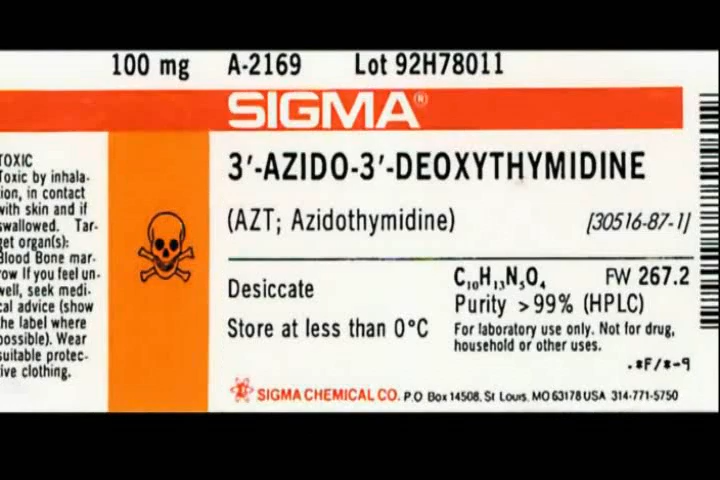 100 mg A-2169 Lot 92H78011
SIGMA®
TOXIC
Toxic by inhala-
ion, in contact
with skin and if
swallowed. Tar-
get organ(s):
Blood Bone mar-
row If you feel un-
well, seek medi-
cal advice (show
the label where
possible). Wear
suitable protec-
ive clothing.
3'-AZIDO-3'-DEOXYTHYMIDINE
(AZT; Azidothymidine) [30516-87-1]
Desiccate
Store at less than 0°C
C₁₀H₁₃N₅O₄ FW 267.2
Purity >99% (HPLC)
For laboratory use only. Not for drug,
household or other uses.
SIGMA CHEMICAL CO. P.O Box 14508, St Louis, MO 63178 USA 314-771-5750